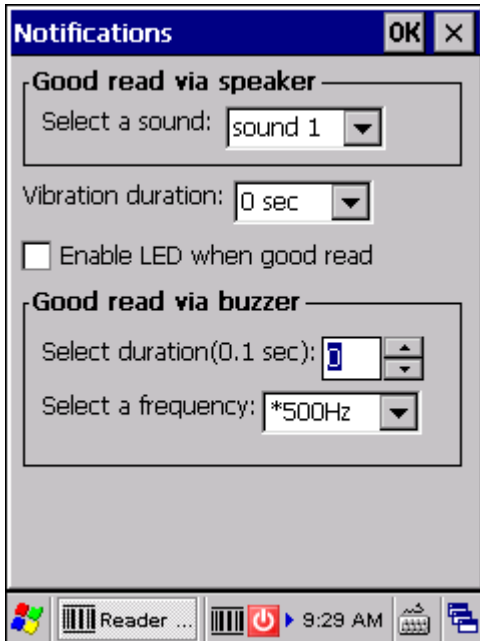 Notifications OK ×
Good read via speaker
Select a sound: sound 1
Vibration duration: 0 sec
Enable LED when good read
Good read via buzzer
Select duration(0.1 sec): 0
Select a frequency: *500Hz
Reader ... 9:29 AM